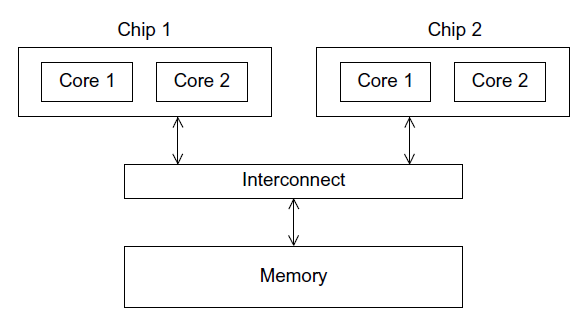 Chip 1
Chip 2
Core 1
Core 2
Core 1
Core 2
Interconnect
Memory